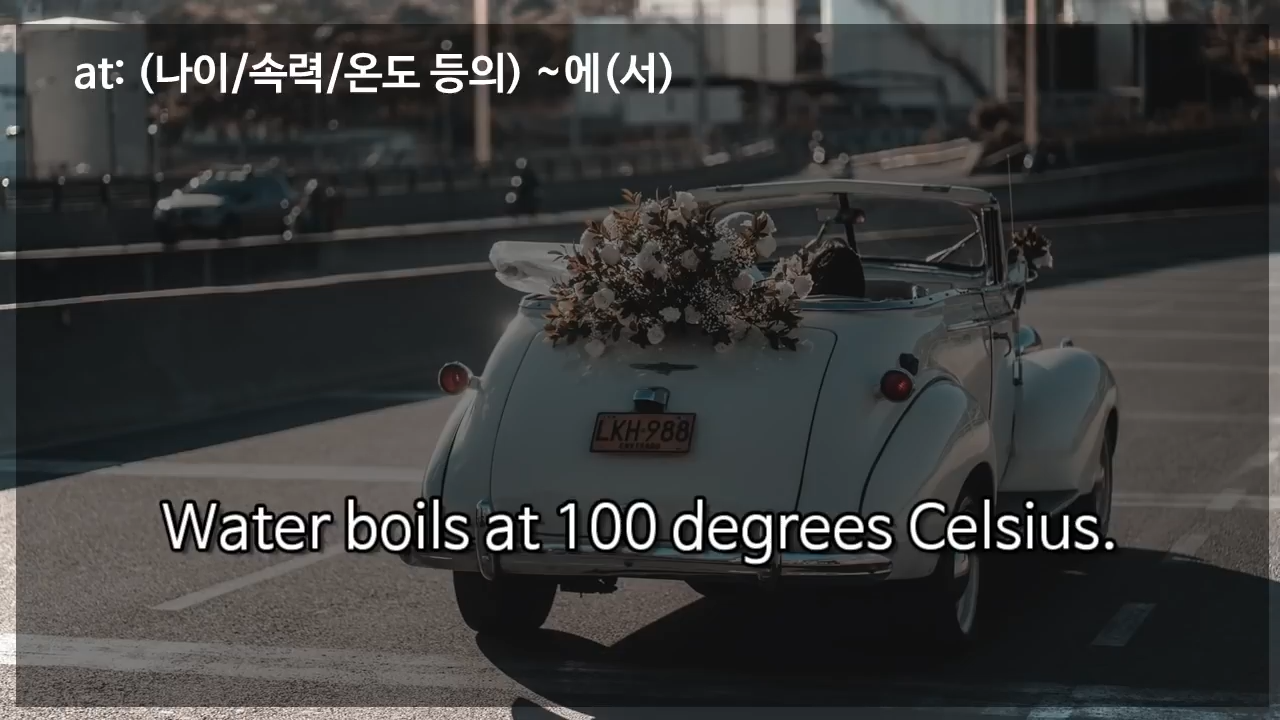 at: (나이/속력/온도 등의) ~에(서)
LKH·988
Water boils at 100 degrees Celsius.